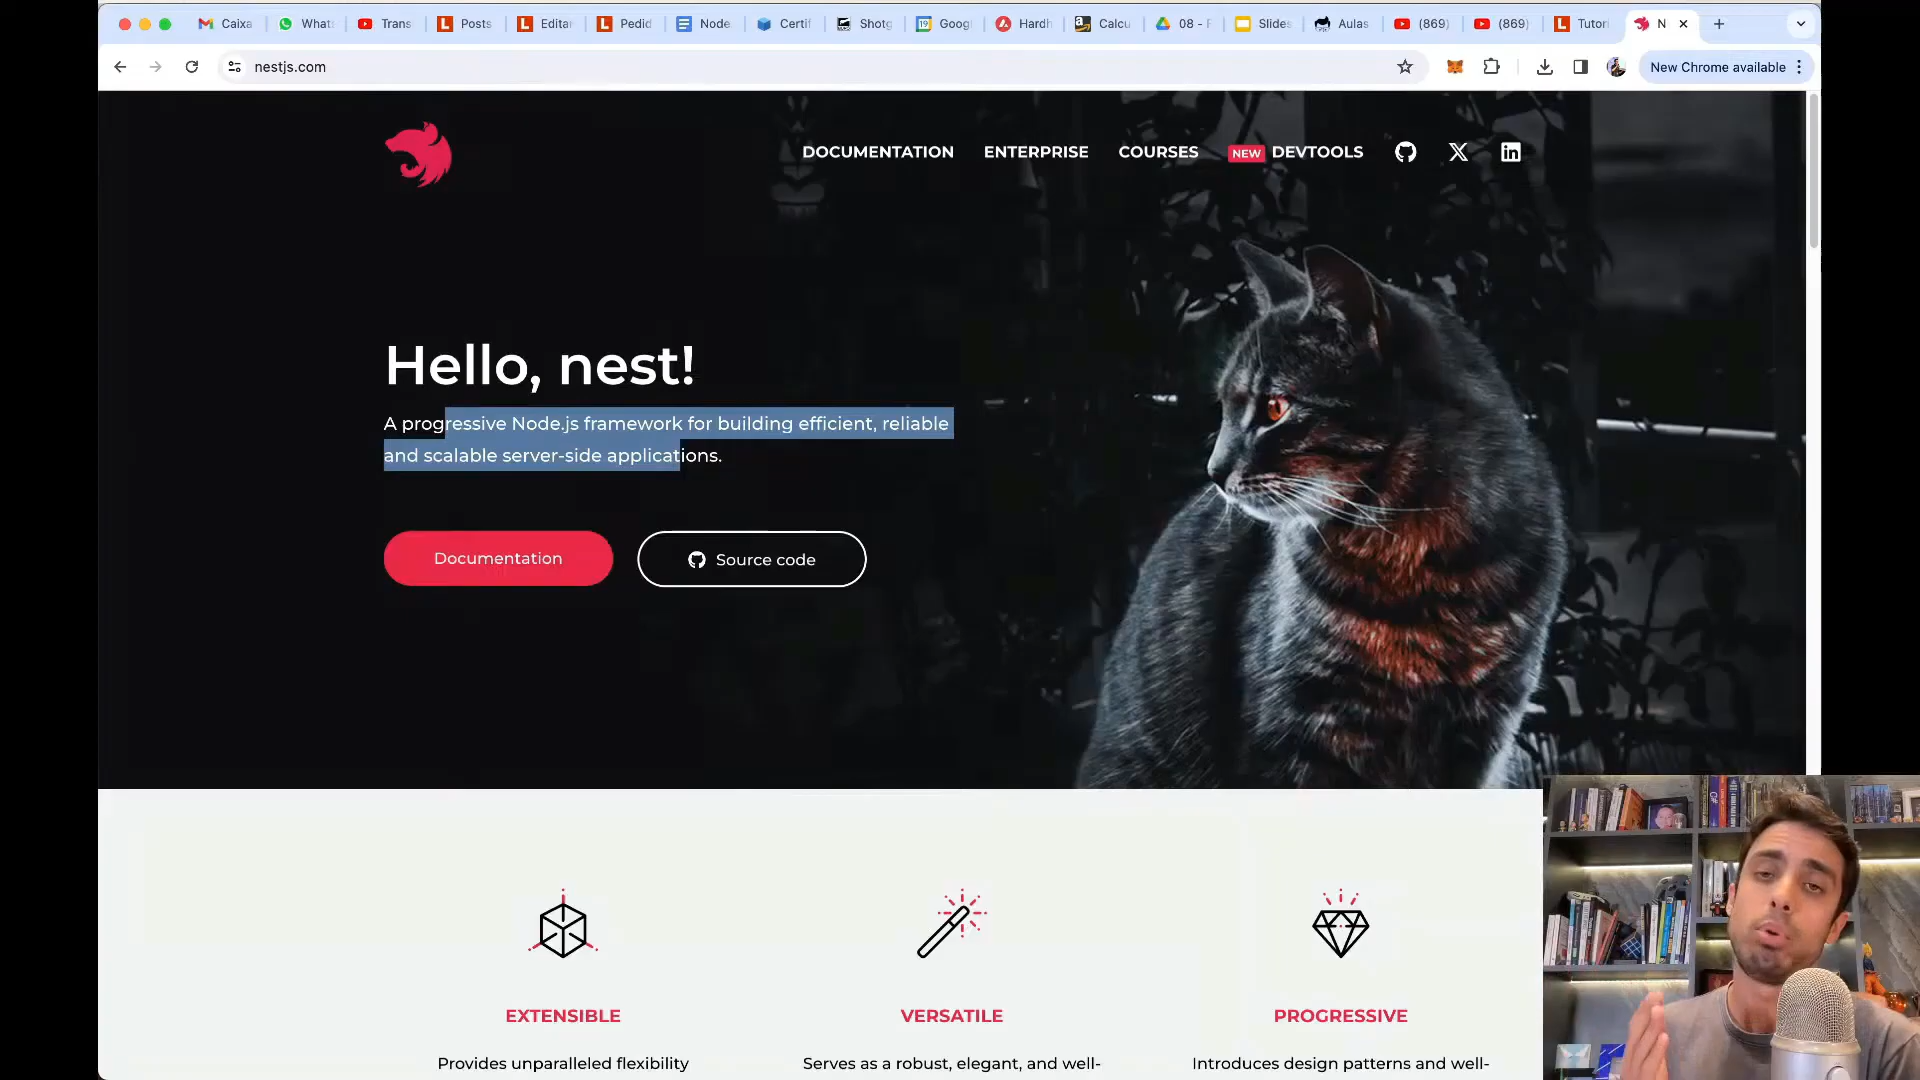 Caixa
What
Trans
Posts
Edita
Pedid
Node
Certif
Shotg
Goog
Hardh
Calcu
08 - F
Slides
Aulas
(869)
(869)
Tutori
N
nestjs.com
New Chrome available
DOCUMENTATION
ENTERPRISE
COURSES
NEW DEVTOOLS
Hello, nest!
A progressive Node.js framework for building efficient, reliable
and scalable server-side applications.
Documentation
Source code
EXTENSIBLE
VERSATILE
PROGRESSIVE
Provides unparalleled flexibility
Serves as a robust, elegant, and well-
Introduces design patterns and well-